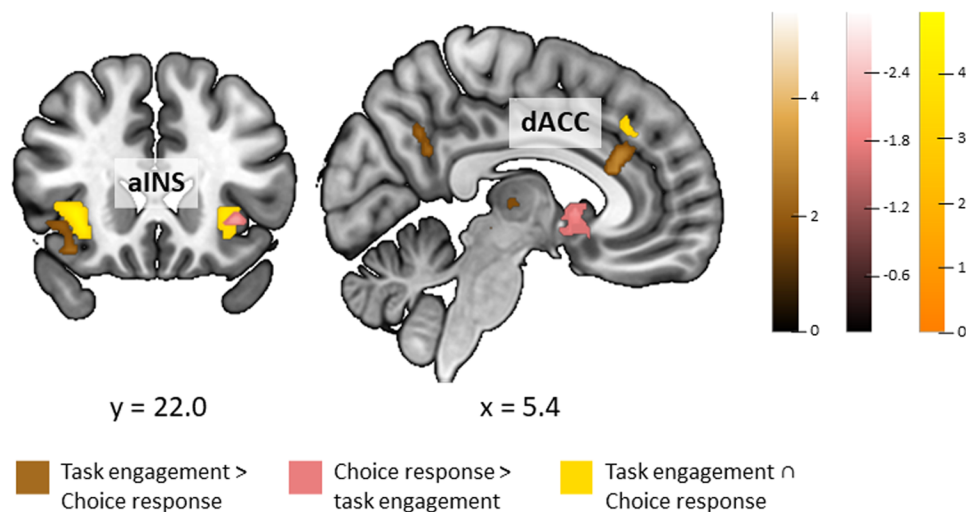 aINS
dACC
4
2
0
-2.4
-1.8
-1.2
-0.6
4
3
2
1
0
y = 22.0
x = 5.4
Task engagement >
Choice response
Choice response >
task engagement
Task engagement ∩
Choice response